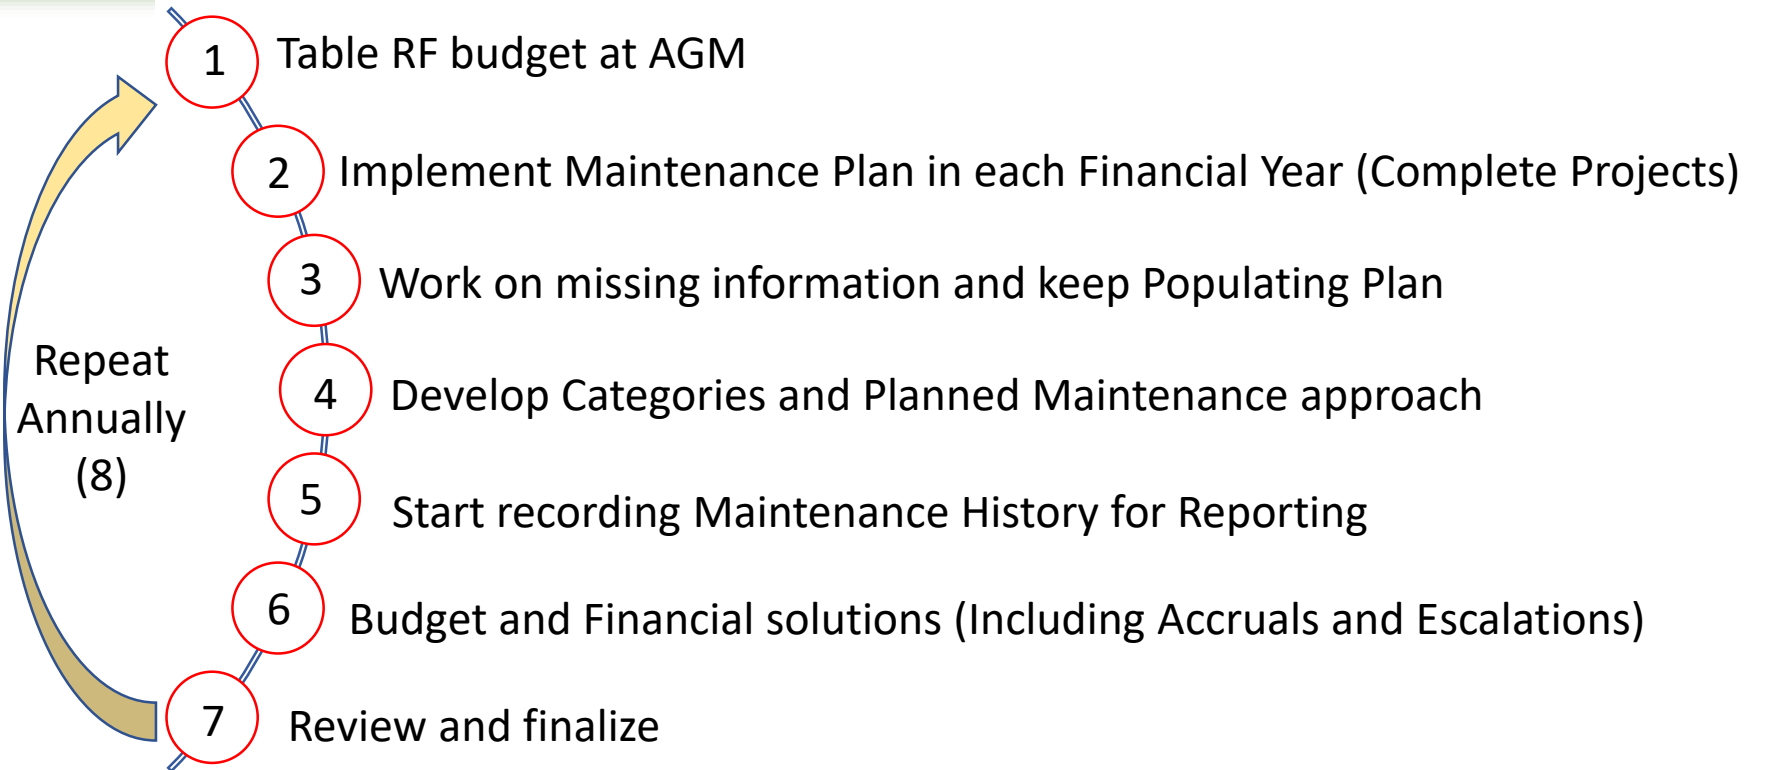 1 Table RF budget at AGM
2 Implement Maintenance Plan in each Financial Year (Complete Projects)
3 Work on missing information and keep Populating Plan
4 Develop Categories and Planned Maintenance approach
5 Start recording Maintenance History for Reporting
6 Budget and Financial solutions (Including Accruals and Escalations)
7 Review and finalize
Repeat
Annually
(8)